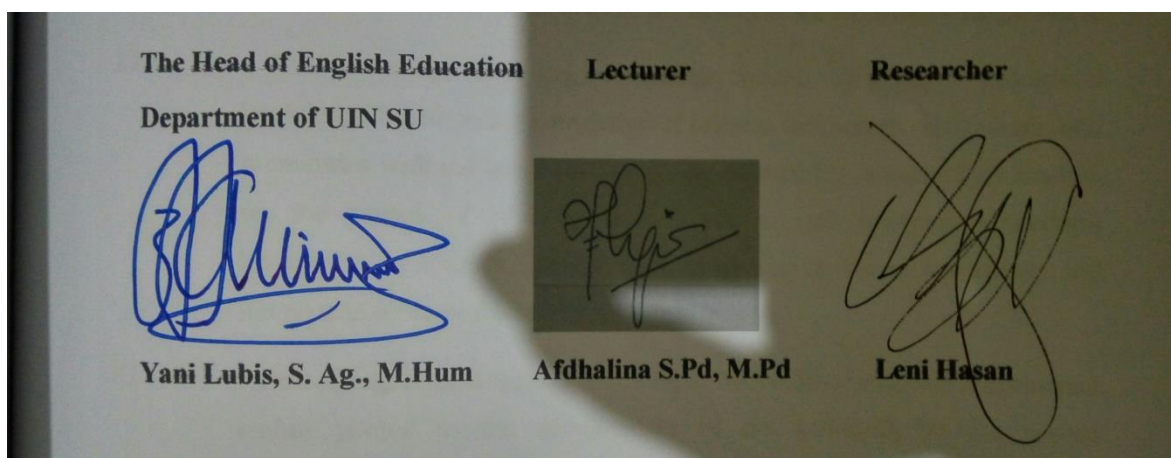 The Head of English Education
Department of UIN SU
Lecturer
Researcher
Yani Lubis, S. Ag., M.Hum
Afdhalina S.Pd, M.Pd
Leni Hasan